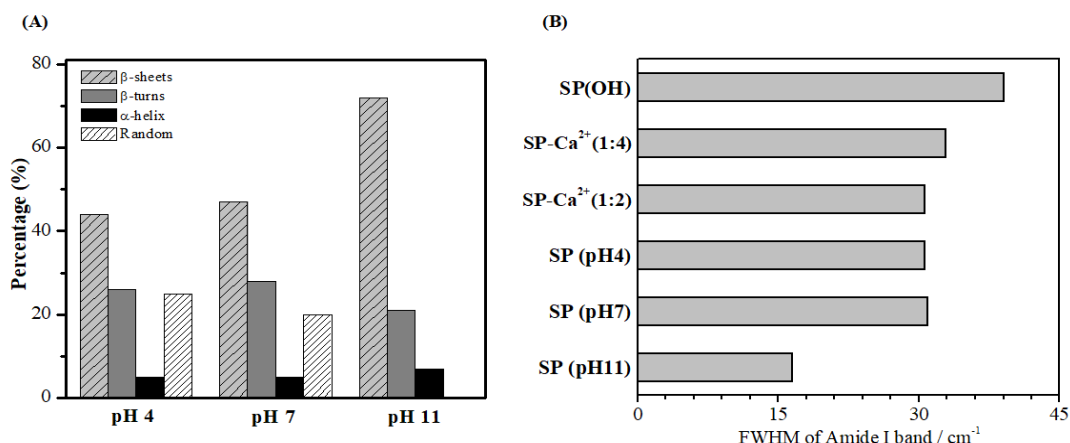 (A)
(B)
80
60
40
20
0
Percentage (%)
β-sheets
β-turns
α-helix
Random
pH 4
pH 7
pH 11
SP(OH)
SP-Ca²⁺(1:4)
SP-Ca²⁺(1:2)
SP (pH4)
SP (pH7)
SP (pH11)
0
15
30
45
FWHM of Amide I band / cm⁻¹